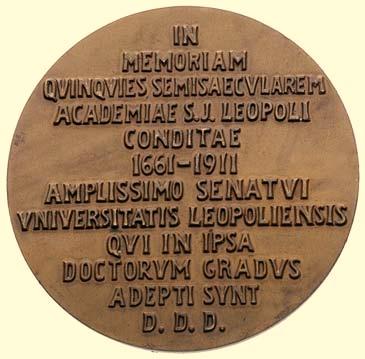 IN
MEMORIAM
QVINQVIES SEMISAECVLAREM
ACADEMIAE S.J. LEOPOLI
CONDITAE
1661-1911
AMPLISSIMO SENATVI
VNIVERSITATIS LEOPOLIENSIS
QVI IN IPSA
DOCTORVM GRADVS
ADEPTI SVNT
D. D. D.